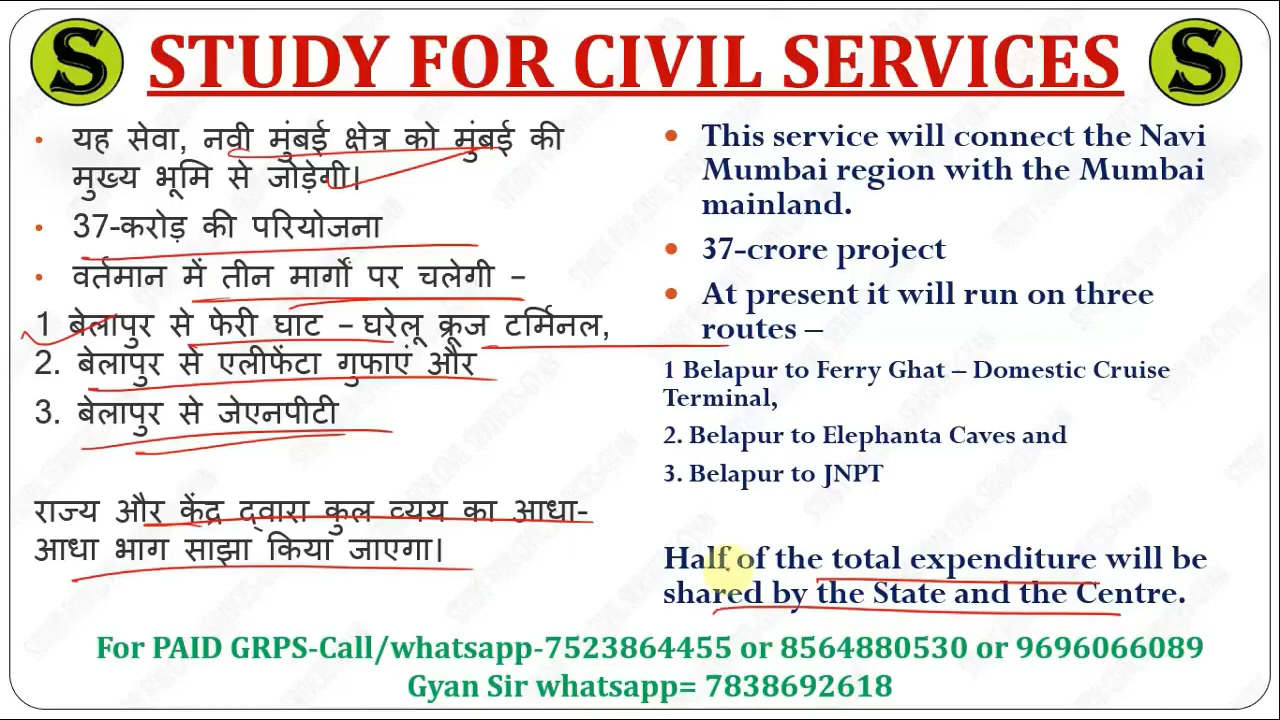 S STUDY FOR CIVIL SERVICES S
• यह सेवा, नवी मुंबई क्षेत्र को मुंबई की
मुख्य भूमि से जोड़ेगी।
• 37-करोड़ की परियोजना
• वर्तमान में तीन मार्गों पर चलेगी –
1 बेलापुर से फेरी घाट – घरेलू क्रूज टर्मिनल,
2. बेलापुर से एलीफेंटा गुफाएं और
3. बेलापुर से जेएनपीटी
राज्य और केंद्र द्वारा कुल व्यय का आधा-
आधा भाग साझा किया जाएगा।
• This service will connect the Navi
Mumbai region with the Mumbai
mainland.
• 37-crore project
• At present it will run on three
routes –
1 Belapur to Ferry Ghat – Domestic Cruise
Terminal,
2. Belapur to Elephanta Caves and
3. Belapur to JNPT
Half of the total expenditure will be
shared by the State and the Centre.
For PAID GRPS-Call/whatsapp-7523864455 or 8564880530 or 9696066089
Gyan Sir whatsapp= 7838692618